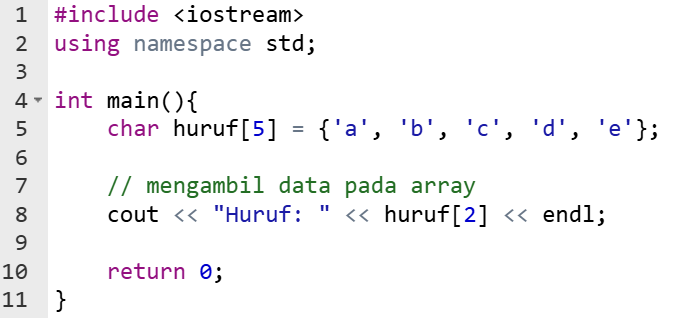 1 #include <iostream>
2 using namespace std;
3
4 int main(){
5     char huruf[5] = {'a', 'b', 'c', 'd', 'e'};
6
7     // mengambil data pada array
8     cout << "Huruf: " << huruf[2] << endl;
9
10     return 0;
11 }